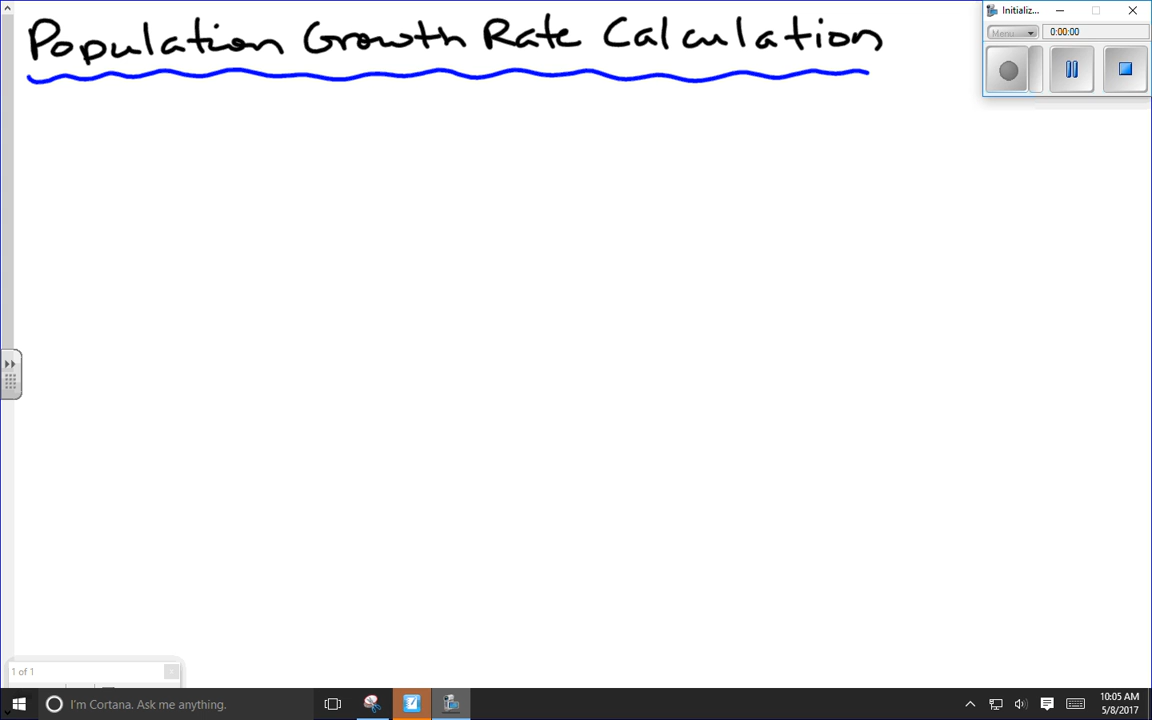 Population Growth Rate Calculation
Initializ...
Menu
0:00:00
1 of 1
I'm Cortana. Ask me anything.
10:05 AM
5/8/2017